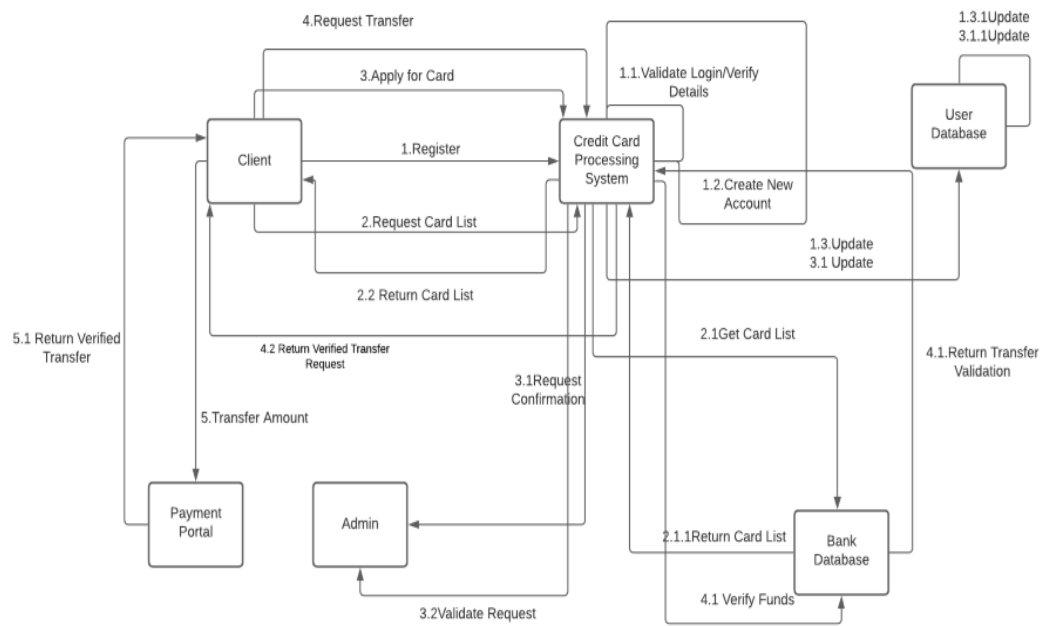 4.Request Transfer
1.3.1Update
3.1.1Update
3.Apply for Card
1.1.Validate Login/Verify
Details
User
Database
Client
1.Register
Credit Card
Processing
System
1.2.Create New
Account
2.Request Card List
1.3.Update
3.1 Update
2.2 Return Card List
5.1 Return Verified
Transfer
4.2 Return Verified Transfer
Request
2.1Get Card List
4.1.Return Transfer
Validation
3.1Request
Confirmation
5.Transfer Amount
Payment
Portal
Admin
2.1.1Return Card List
Bank
Database
4.1 Verify Funds
3.2Validate Request